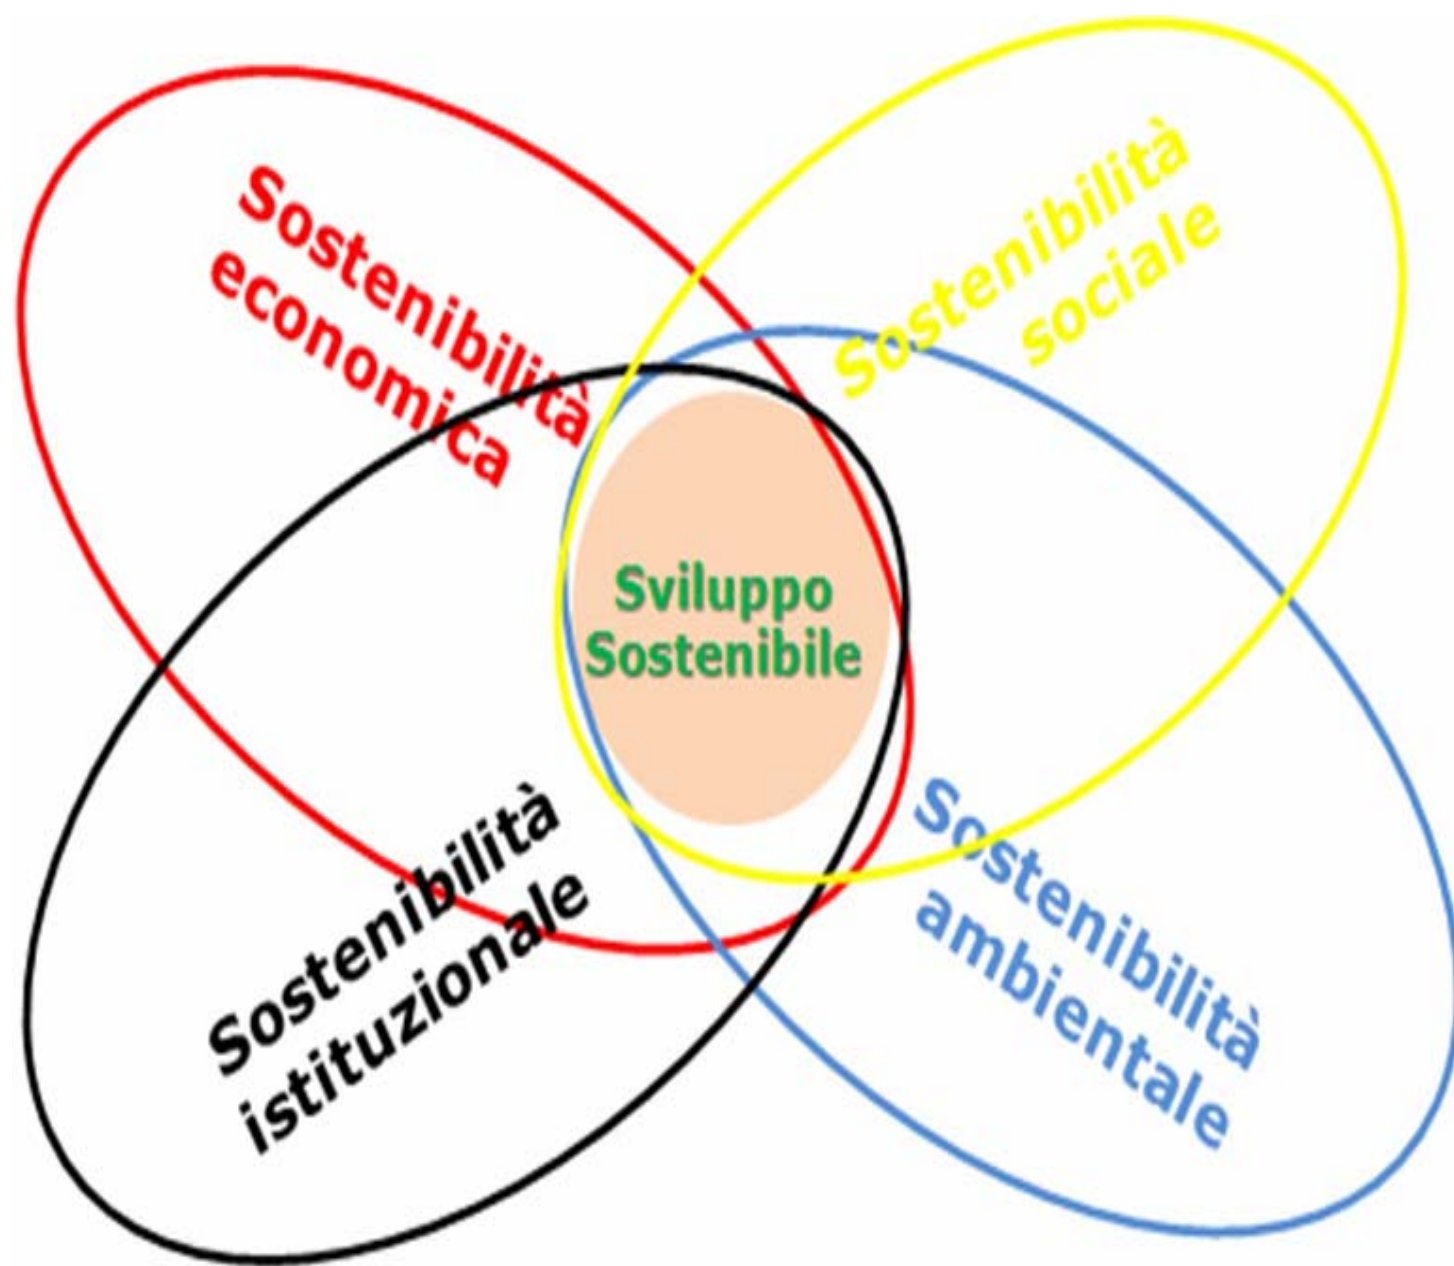 Sostenibilità
economica
Sostenibilità
sociale
Sviluppo
Sostenibile
Sostenibilità
istituzionale
Sostenibilità
ambientale